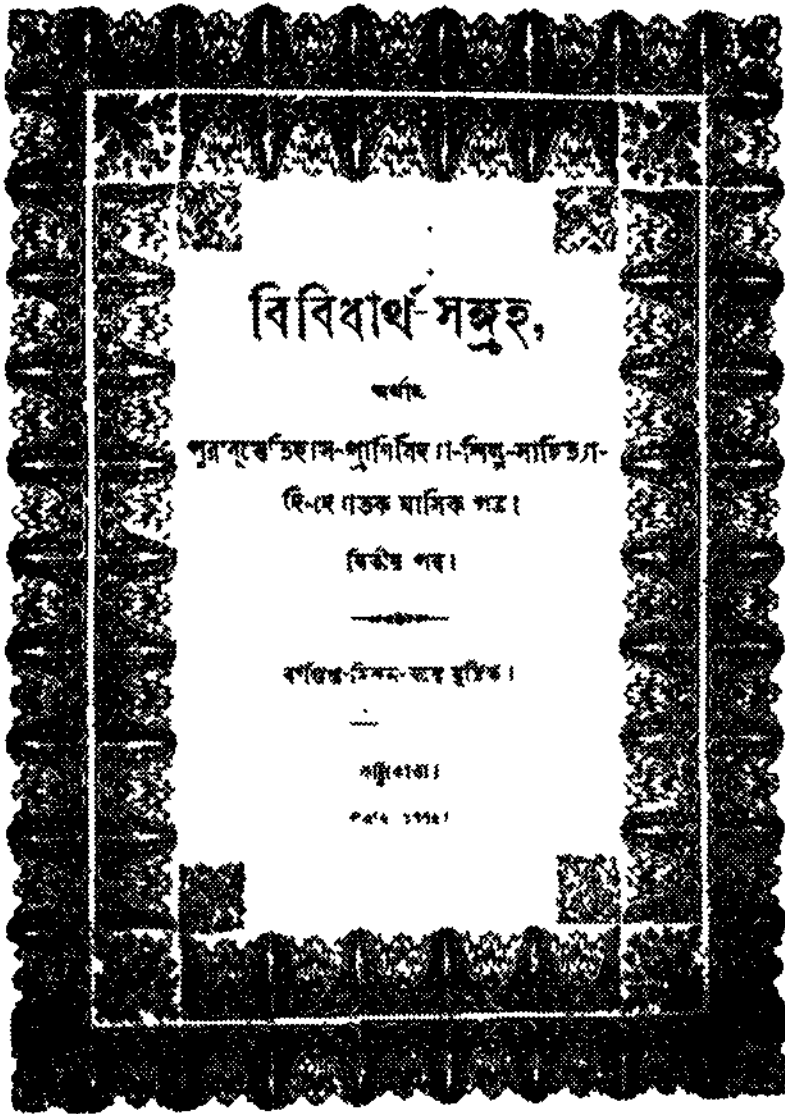 বিবিধার্থ-সঙ্গ্রহ,
অর্থাৎ
পুরাবৃত্তেতিহাস-প্রাণিবিদ্যা-শিল্প-সাহিত্যা-
দি-দ্যোতক মাসিক পত্র।
দ্বিতীয় পর্ব্ব।
মুদ্রিত।
কলিকাতা।